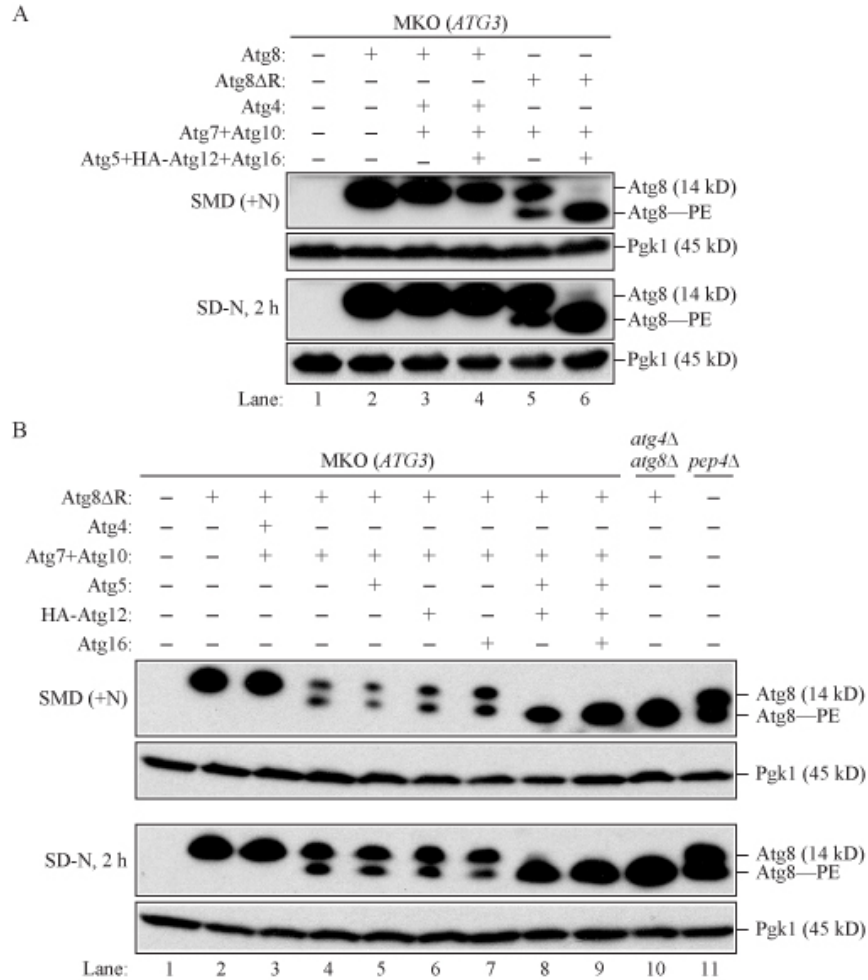 A
MKO (ATG3)
Atg8: – + + + – –
Atg8ΔR: – – – – + +
Atg4: – – + + – –
Atg7+Atg10: – – + + + +
Atg5+HA-Atg12+Atg16: – – – + – +
SMD (+N)
Atg8 (14 kD)
Atg8—PE
Pgk1 (45 kD)
SD-N, 2 h
Atg8 (14 kD)
Atg8—PE
Pgk1 (45 kD)
Lane: 1 2 3 4 5 6
B
MKO (ATG3)
atg4Δ
atg8Δ pep4Δ
Atg8ΔR: – + + + + + + + + + –
Atg4: – – + – – – – – – – –
Atg7+Atg10: – – + + + + + + + – –
Atg5: – – – – + – – + + – –
HA-Atg12: – – – – – + – + + – –
Atg16: – – – – – – + – + – –
SMD (+N)
Atg8 (14 kD)
Atg8—PE
Pgk1 (45 kD)
SD-N, 2 h
Atg8 (14 kD)
Atg8—PE
Pgk1 (45 kD)
Lane: 1 2 3 4 5 6 7 8 9 10 11